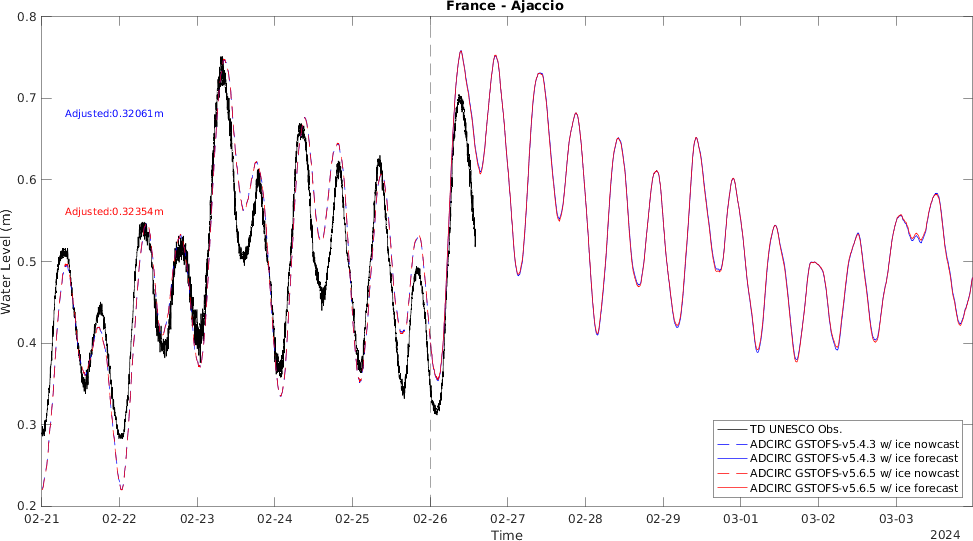 France - Ajaccio
0.8
0.7
0.6
0.5
0.4
0.3
0.2
Water Level (m)
Adjusted:0.32061m
Adjusted:0.32354m
TD UNESCO Obs.
ADCIRC GSTOFS-v5.4.3 w/ ice nowcast
ADCIRC GSTOFS-v5.4.3 w/ ice forecast
ADCIRC GSTOFS-v5.6.5 w/ ice nowcast
ADCIRC GSTOFS-v5.6.5 w/ ice forecast
02-21 02-22 02-23 02-24 02-25 02-26 02-27 02-28 02-29 03-01 03-02 03-03
Time
2024